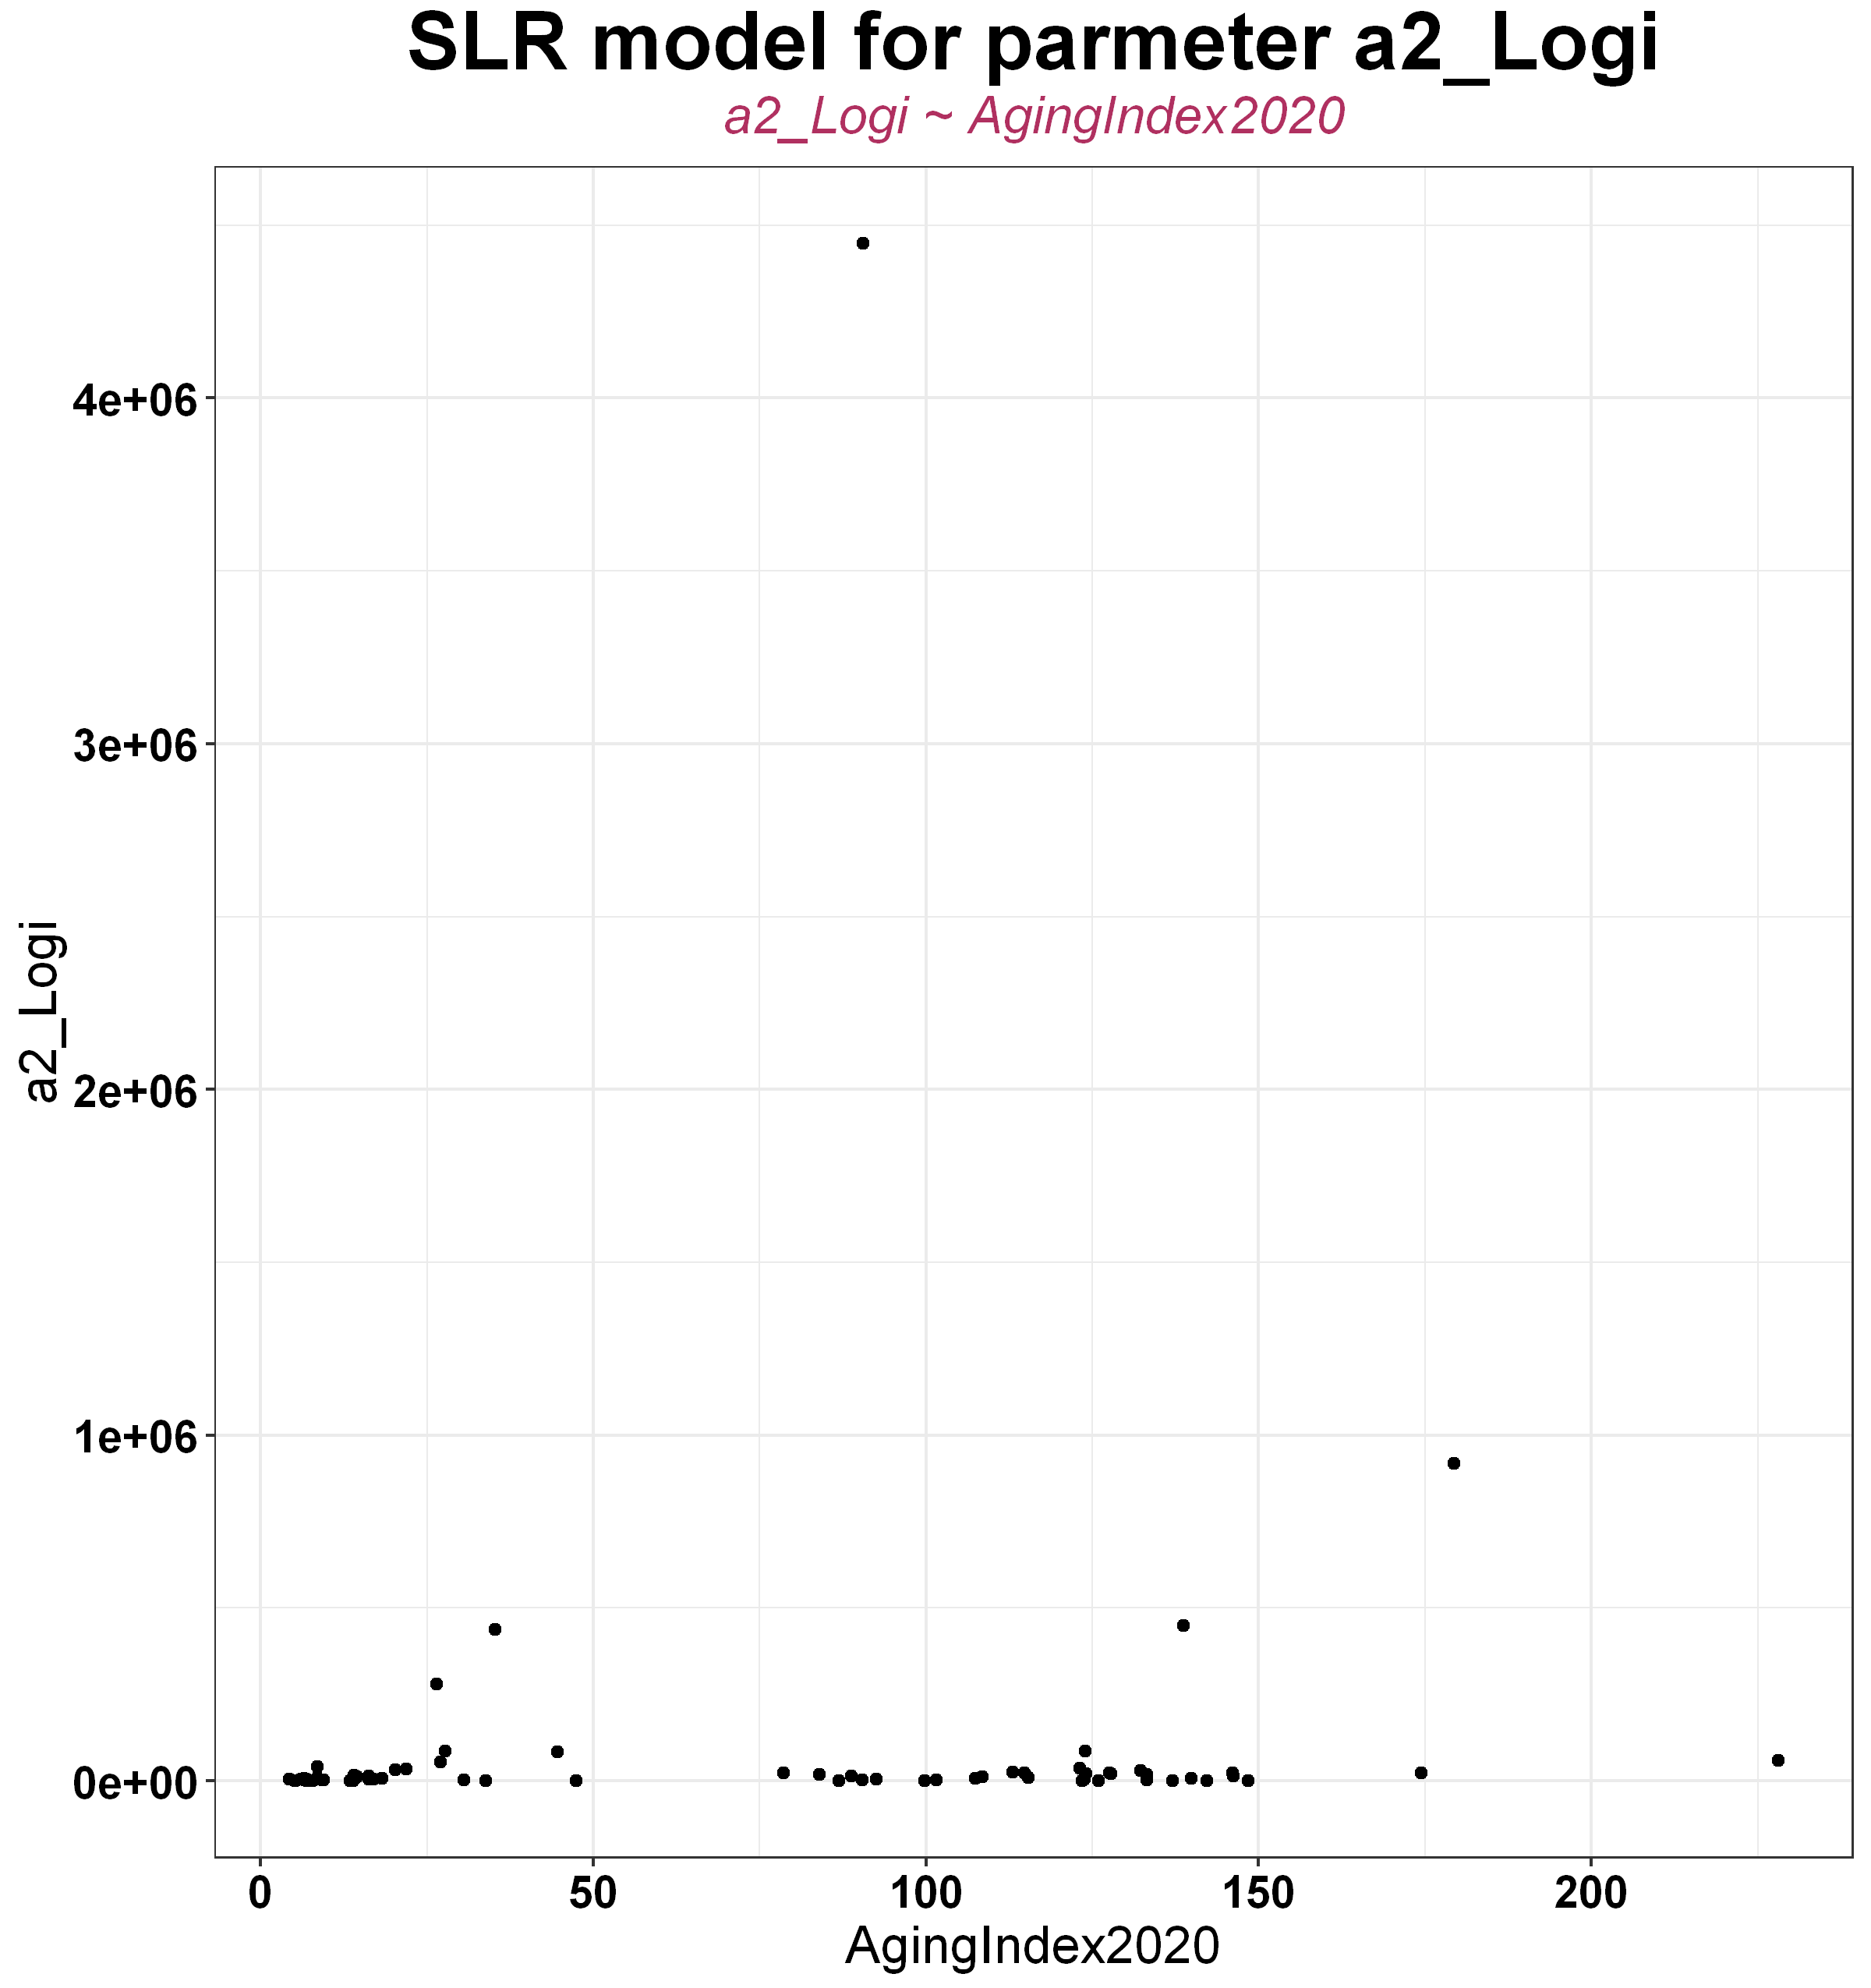 SLR model for parmeter a2_Logi
a2_Logi ~ AgingIndex2020
4e+06
3e+06
2e+06
1e+06
0e+00
a2_Logi
0 50 100 150 200
AgingIndex2020